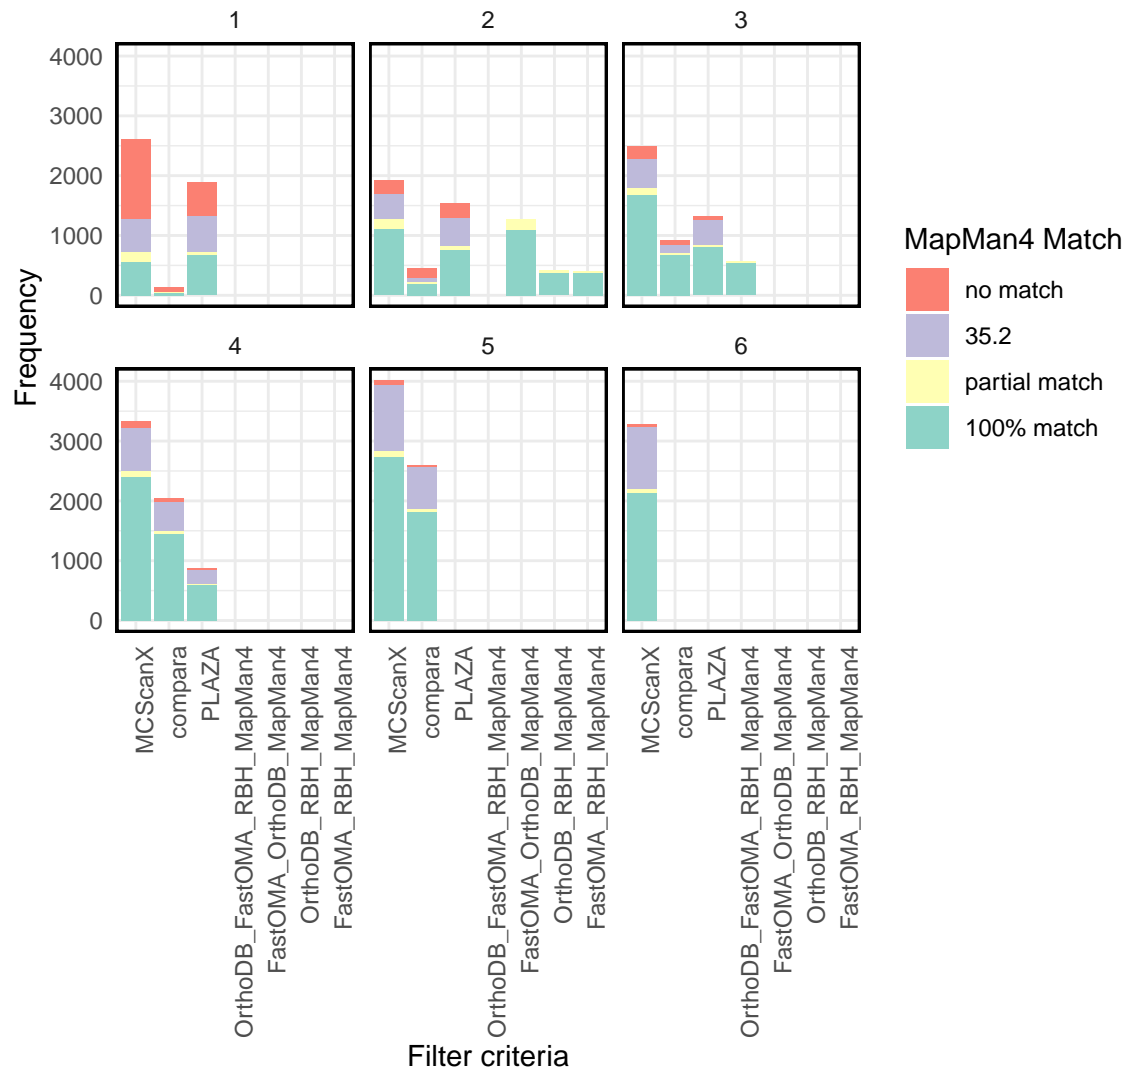 1
2
3
4000
3000
2000
1000
0
4
5
6
4000
3000
2000
1000
0
Frequency
MCScanX
compara
PLAZA
OrthoDB_FastOMA_RBH_MapMan4
FastOMA_OrthoDB_MapMan4
OrthoDB_RBH_MapMan4
FastOMA_RBH_MapMan4
MCScanX
compara
PLAZA
OrthoDB_FastOMA_RBH_MapMan4
FastOMA_OrthoDB_MapMan4
OrthoDB_RBH_MapMan4
FastOMA_RBH_MapMan4
MCScanX
compara
PLAZA
OrthoDB_FastOMA_RBH_MapMan4
FastOMA_OrthoDB_MapMan4
OrthoDB_RBH_MapMan4
FastOMA_RBH_MapMan4
Filter criteria
MapMan4 Match
no match
35.2
partial match
100% match